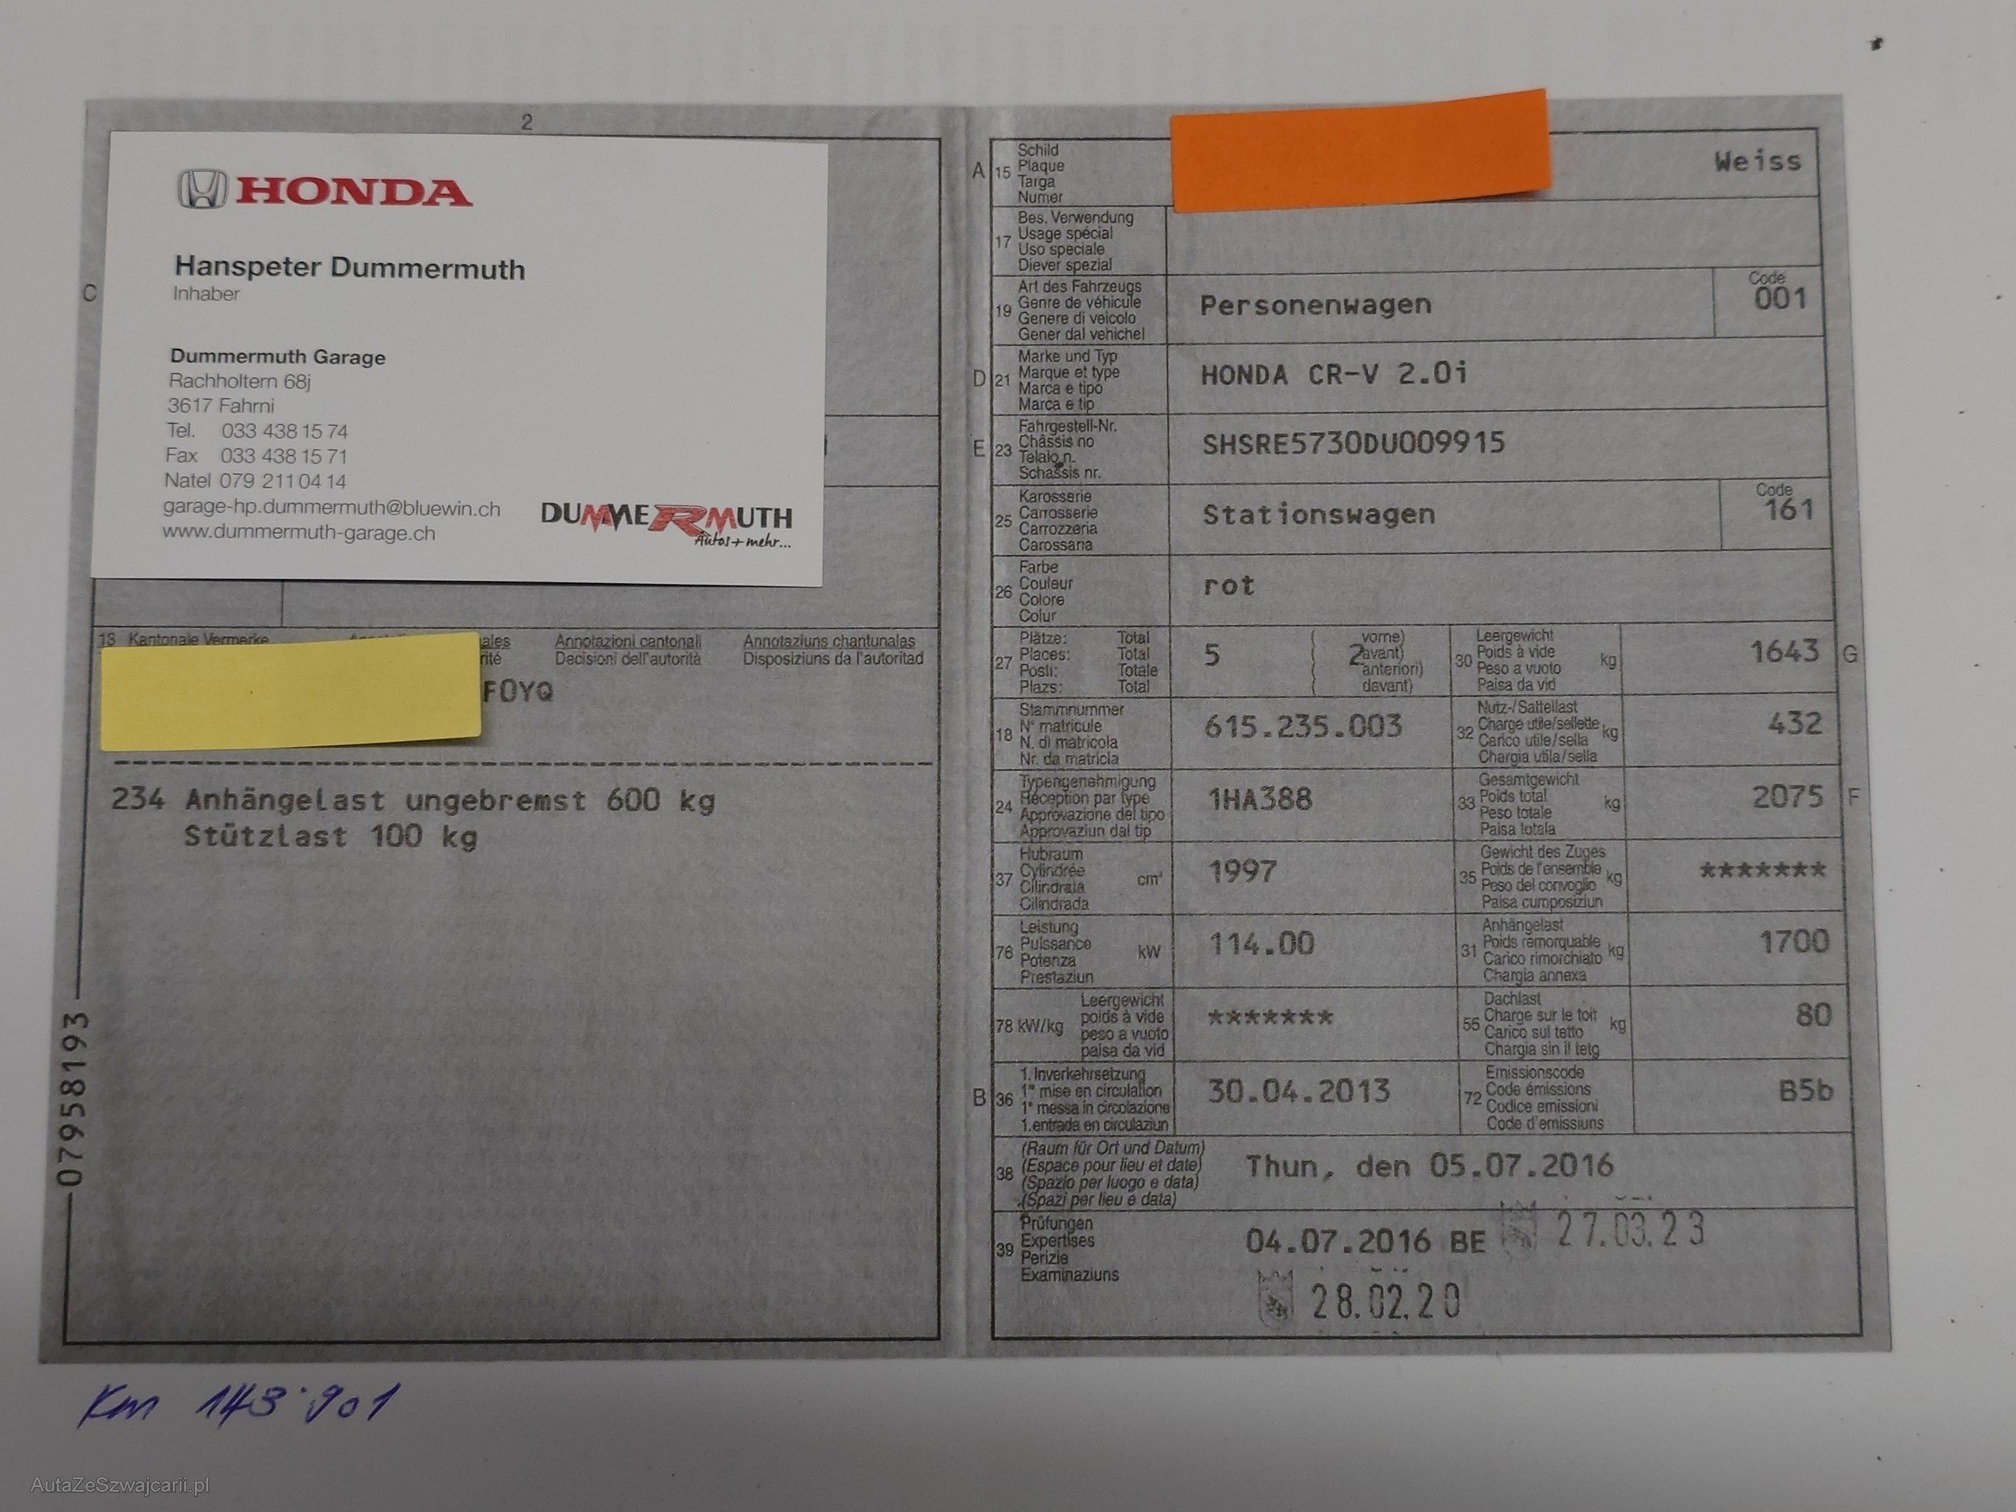 2
HONDA
Hanspeter Dummermuth
Inhaber
Dummermuth Garage
Rachholtern 68j
3617 Fahrni
Tel. 033 438 15 74
Fax 033 438 15 71
Natel 079 211 04 14
garage-hp.dummermuth@bluewin.ch
www.dummermuth-garage.ch
DUMMERMUTH
Autos+mehr...
C
13 Kantonale Vermerke
ales Annotazioni cantonali Annotaziuns chantunalas
rité Decisioni dell'autorità Disposiziuns da l'autoritad
FOYQ
234 Anhängelast ungebremst 600 kg
Stützlast 100 kg
07958193
A 15 Schild
Plaque
Targa
Numer
Weiss
17 Bes. Verwendung
Usage spécial
Uso speciale
Diever spezial
19 Art des Fahrzeugs
Genre de véhicule
Genere di veicolo
Gener dal vehichel
Personenwagen
Code
001
D 21 Marke und Typ
Marque et type
Marca e tipo
Marca e tip
HONDA CR-V 2.0i
E 23 Fahrgestell-Nr.
Châssis no
Telaio n.
Schassis nr.
SHSRE5730DU009915
25 Karosserie
Carrosserie
Carrozzeria
Carossaria
Stationswagen
Code
161
26 Farbe
Couleur
Colore
Colur
rot
27 Plätze: Total
Places: Total
Posti: Totale
Plazs: Total
5
( vorne)
( 2 avant)
( anteriori)
( davant)
30 Leergewicht
Poids à vide
Peso a vuoto
Paisa da vid
kg
1643 G
18 Stammnummer
N° matricule
N. di matricola
Nr. da matricla
615.235.003
32 Nutz-/Sattellast
Charge utile/sellette
Carico utile/sella
Chargia utila/sella
kg
432
24 Typengenehmigung
Réception par type
Approvazione del tipo
Approvaziun dal tip
1HA388
33 Gesamtgewicht
Poids total
Peso totale
Paisa totala
kg
2075 F
37 Hubraum
Cylindrée
Cilindrata
Cilindrada
cm³
1997
35 Gewicht des Zuges
Poids de l'ensemble
Peso del convoglio
Paisa cumposiziun
kg
*******
76 Leistung
Puissance
Potenza
Prestaziun
kW
114.00
31 Anhängelast
Poids remorquable
Carico rimorchiato
Chargia annexa
kg
1700
78 kW/kg
Leergewicht
poids à vide
peso a vuoto
paisa da vid
*******
55 Dachlast
Charge sur le toit
Carico sul tetto
Chargia sin il tetg
kg
80
B 36 1. Inverkehrsetzung
1re mise en circulation
1a messa in circolazione
1. entrada en circulaziun
30.04.2013
72 Emissionscode
Code émissions
Codice emissioni
Code d'emissiuns
B5b
38 (Raum für Ort und Datum)
(Espace pour lieu et date)
(Spazio per luogo e data)
(Spazi per lieu e data)
Thun, den 05.07.2016
39 Prüfungen
Expertises
Perizie
Examinaziuns
04.07.2016 BE 27.03.23
28.02.20
Km 143'901
AutaZeSzwajcarii.pl